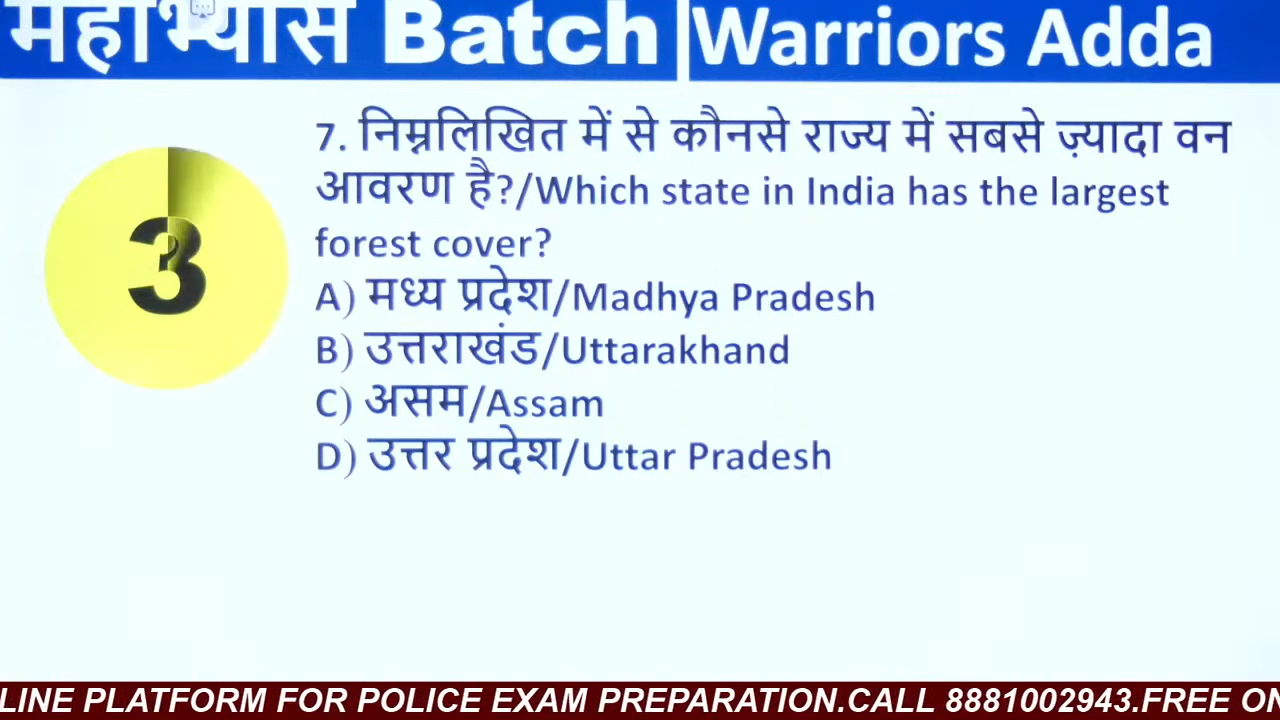 महाभ्यास Batch Warriors Adda
7. निम्नलिखित में से कौनसे राज्य में सबसे ज़्यादा वन
आवरण है?/Which state in India has the largest
forest cover?
A) मध्य प्रदेश/Madhya Pradesh
B) उत्तराखंड/Uttarakhand
C) असम/Assam
D) उत्तर प्रदेश/Uttar Pradesh
3
LINE PLATFORM FOR POLICE EXAM PREPARATION.CALL 8881002943.FREE ON